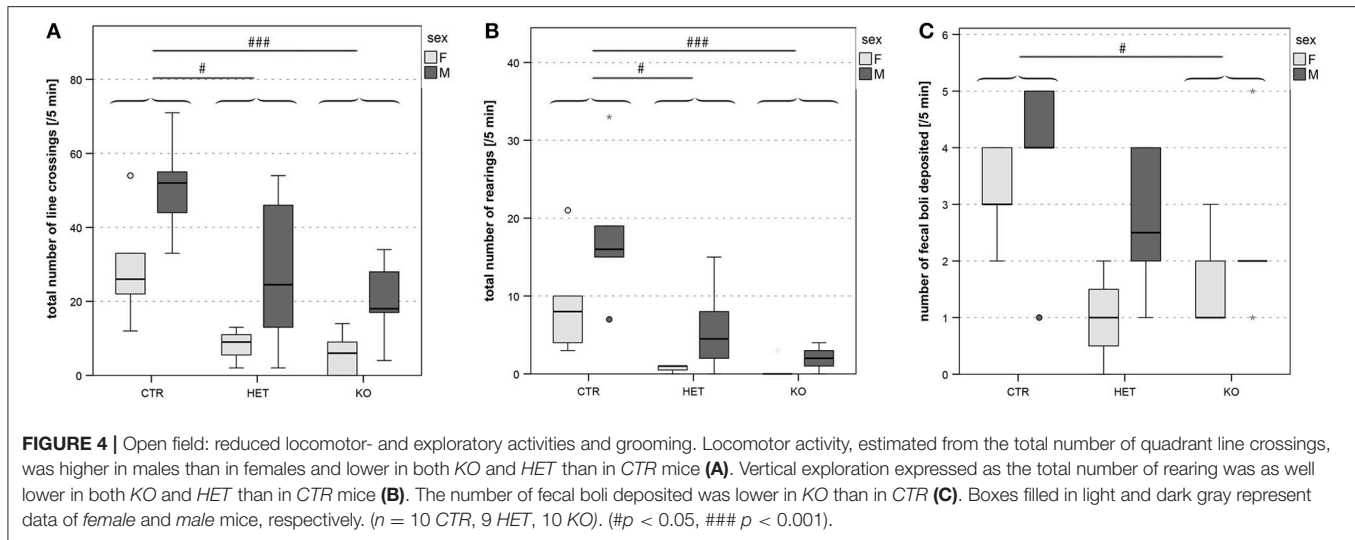 A
###
#
sex
F
M
total number of line crossings [/5 min]
80
60
40
20
0
CTR
HET
KO
B
###
#
sex
F
M
total number of rearings [/5 min]
40
30
20
10
0
*
*
CTR
HET
KO
C
#
sex
F
M
number of fecal boli deposited [/5 min]
6
5
4
3
2
1
0
*
*
CTR
HET
KO
FIGURE 4 | Open field: reduced locomotor- and exploratory activities and grooming. Locomotor activity, estimated from the total number of quadrant line crossings,
was higher in males than in females and lower in both KO and HET than in CTR mice (A). Vertical exploration expressed as the total number of rearing was as well
lower in both KO and HET than in CTR mice (B). The number of fecal boli deposited was lower in KO than in CTR (C). Boxes filled in light and dark gray represent
data of female and male mice, respectively. (n = 10 CTR, 9 HET, 10 KO). (#p < 0.05, ### p < 0.001).